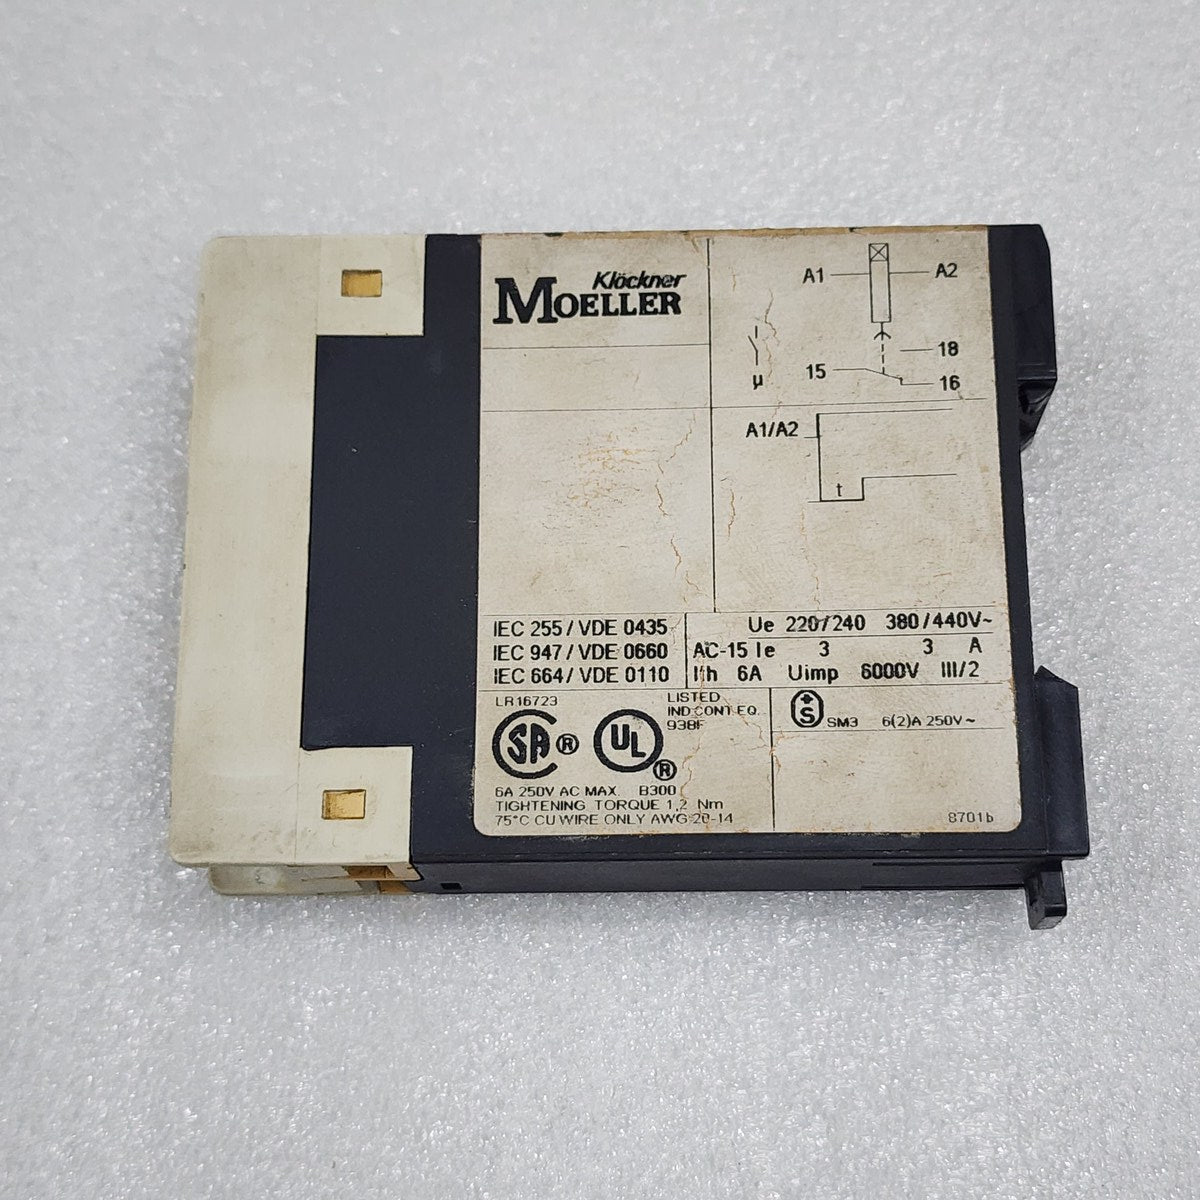 Klöckner
MOELLER
A1
A2
18
15
16
µ
A1/A2
t
IEC 255 / VDE 0435
IEC 947 / VDE 0660
IEC 664 / VDE 0110
Ue 220/240 380/440V~
AC-15 Ie 3 3 A
Ith 6A Uimp 6000V III/2
LR16723
SA ®
UL ®
LISTED
IND.CONT.EQ.
938F
+S SM3 6(2)A 250V~
6A 250V AC MAX. B300
TIGHTENING TORQUE 1,2 Nm
75°C CU WIRE ONLY AWG 20-14
8701b